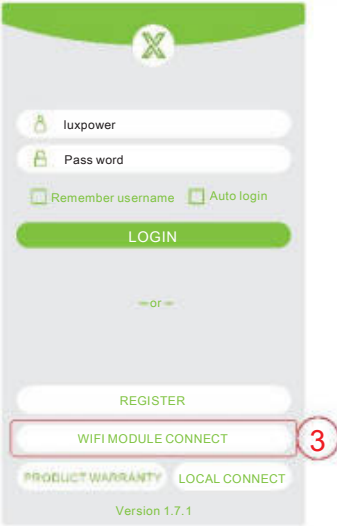 luxpower
Pass word
Remember username Auto login
LOGIN
or
REGISTER
WIFI MODULE CONNECT 3
PRODUCT WARRANTY LOCAL CONNECT
Version 1.7.1